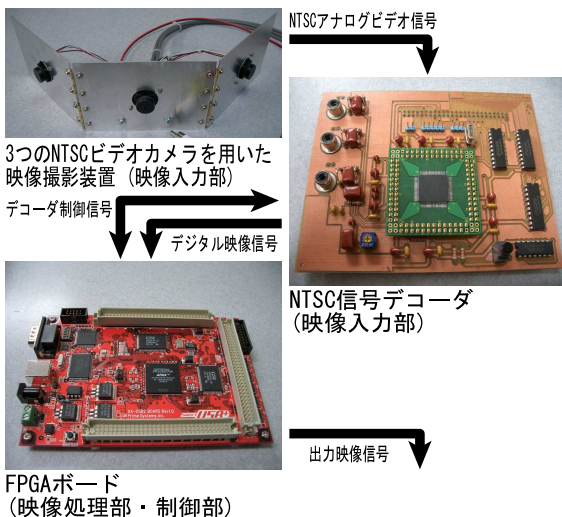 NTSCアナログビデオ信号
3つのNTSCビデオカメラを用いた
映像撮影装置（映像入力部）
デコーダ制御信号
デジタル映像信号
NTSC信号デコーダ
（映像入力部）
Prime Systems, Inc.
出力映像信号
FPGAボード
（映像処理部・制御部）